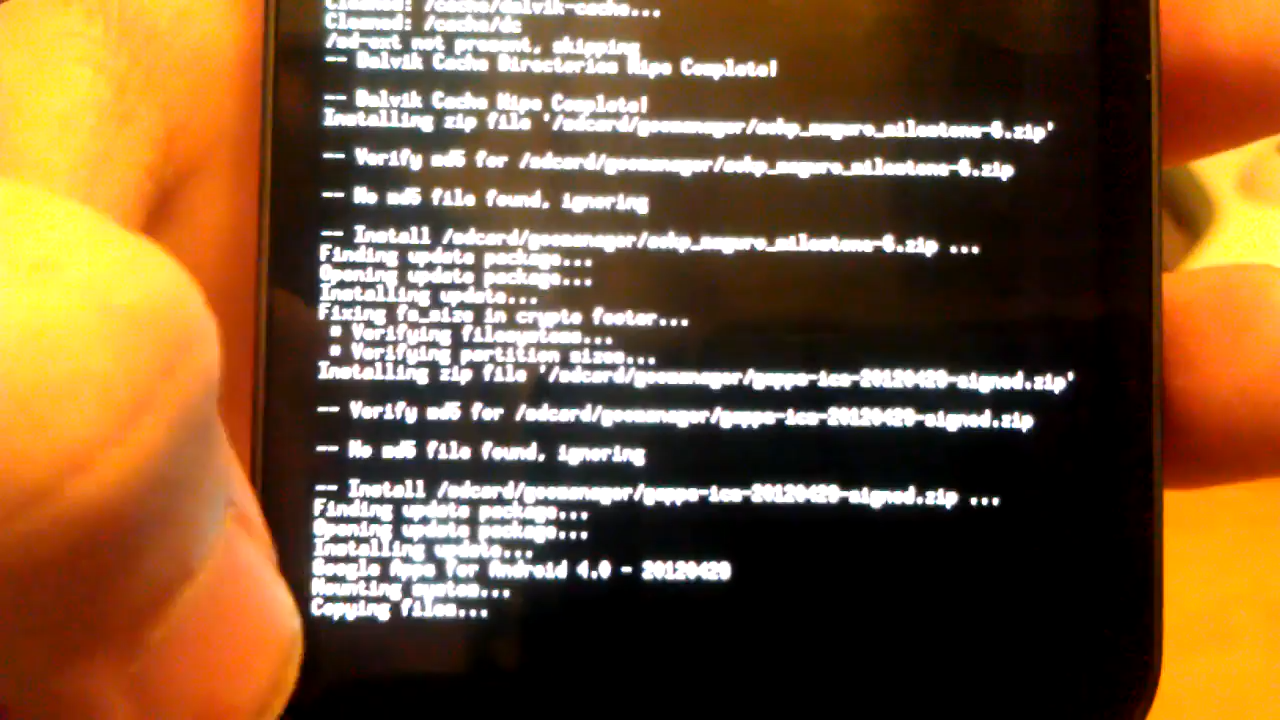 Cleaned: /cache/dalvik-cache...
Cleaned: /cache/dc
/sd-ext not present, skipping
-- Dalvik Cache Directories Wipe Complete!
-- Dalvik Cache Wipe Complete!
Installing zip file '/sdcard/goomanager/aokp_maguro_milestone-6.zip'
-- Verify md5 for /sdcard/goomanager/aokp_maguro_milestone-6.zip
-- No md5 file found, ignoring
-- Install /sdcard/goomanager/aokp_maguro_milestone-6.zip ...
Finding update package...
Opening update package...
Installing update...
Fixing fs_size in crypto footer...
* Verifying filesystems...
* Verifying partition sizes...
Installing zip file '/sdcard/goomanager/gapps-ics-20120429-signed.zip'
-- Verify md5 for /sdcard/goomanager/gapps-ics-20120429-signed.zip
-- No md5 file found, ignoring
-- Install /sdcard/goomanager/gapps-ics-20120429-signed.zip ...
Finding update package...
Opening update package...
Installing update...
Google Apps for Android 4.0 - 20120429
Mounting system...
Copying files...